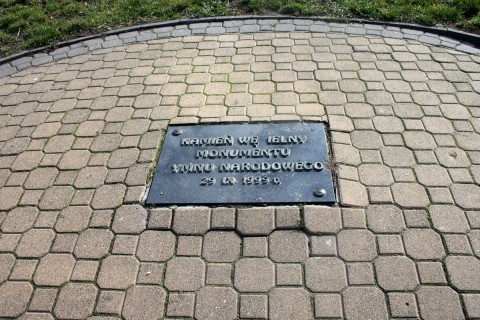 KAMIEŃ WĘ IELNY
MONUMENTU
HYMNU NARODOWEGO
29 IX 1999 r.